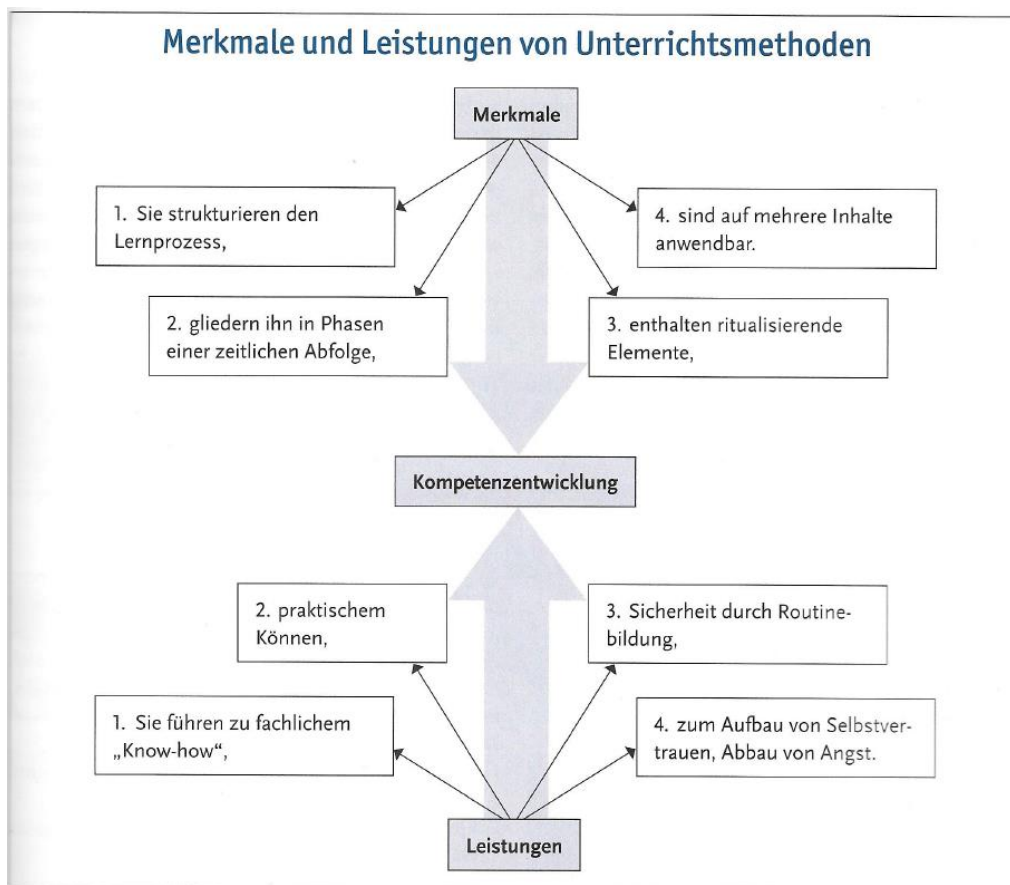 Merkmale und Leistungen von Unterrichtsmethoden
Merkmale
1. Sie strukturieren den
Lernprozess,
4. sind auf mehrere Inhalte
anwendbar.
2. gliedern ihn in Phasen
einer zeitlichen Abfolge,
3. enthalten ritualisierende
Elemente,
Kompetenzentwicklung
2. praktischem
Können,
3. Sicherheit durch Routine-
bildung,
1. Sie führen zu fachlichem
„Know-how“,
4. zum Aufbau von Selbstver-
trauen, Abbau von Angst.
Leistungen